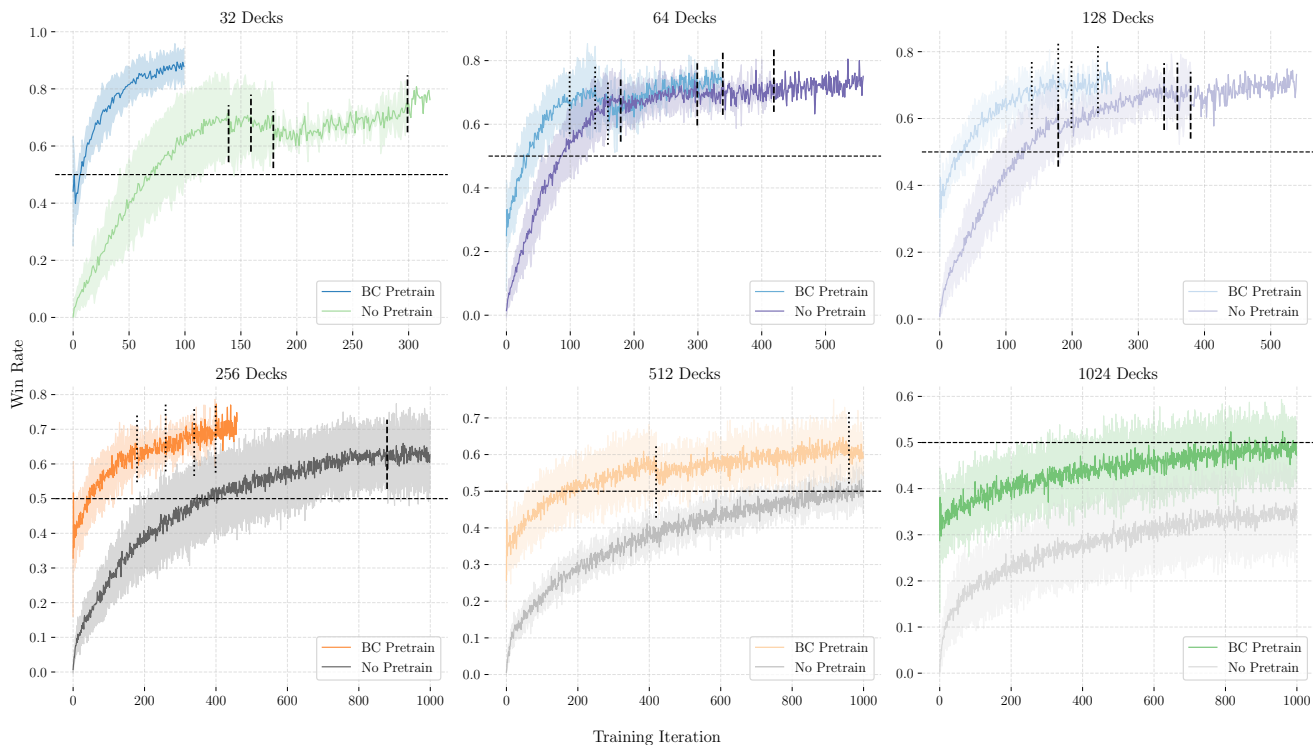 32 Decks
1.0
0.8
0.6
0.4
0.2
0.0
BC Pretrain
No Pretrain
0 50 100 150 200 250 300
64 Decks
0.8
0.6
0.4
0.2
0.0
BC Pretrain
No Pretrain
0 100 200 300 400 500
128 Decks
0.8
0.6
0.4
0.2
0.0
BC Pretrain
No Pretrain
0 100 200 300 400 500
Win Rate
256 Decks
0.8
0.7
0.6
0.5
0.4
0.3
0.2
0.1
0.0
BC Pretrain
No Pretrain
0 200 400 600 800 1000
512 Decks
0.7
0.6
0.5
0.4
0.3
0.2
0.1
0.0
BC Pretrain
No Pretrain
0 200 400 600 800 1000
1024 Decks
0.6
0.5
0.4
0.3
0.2
0.1
0.0
BC Pretrain
No Pretrain
0 200 400 600 800 1000
Training Iteration